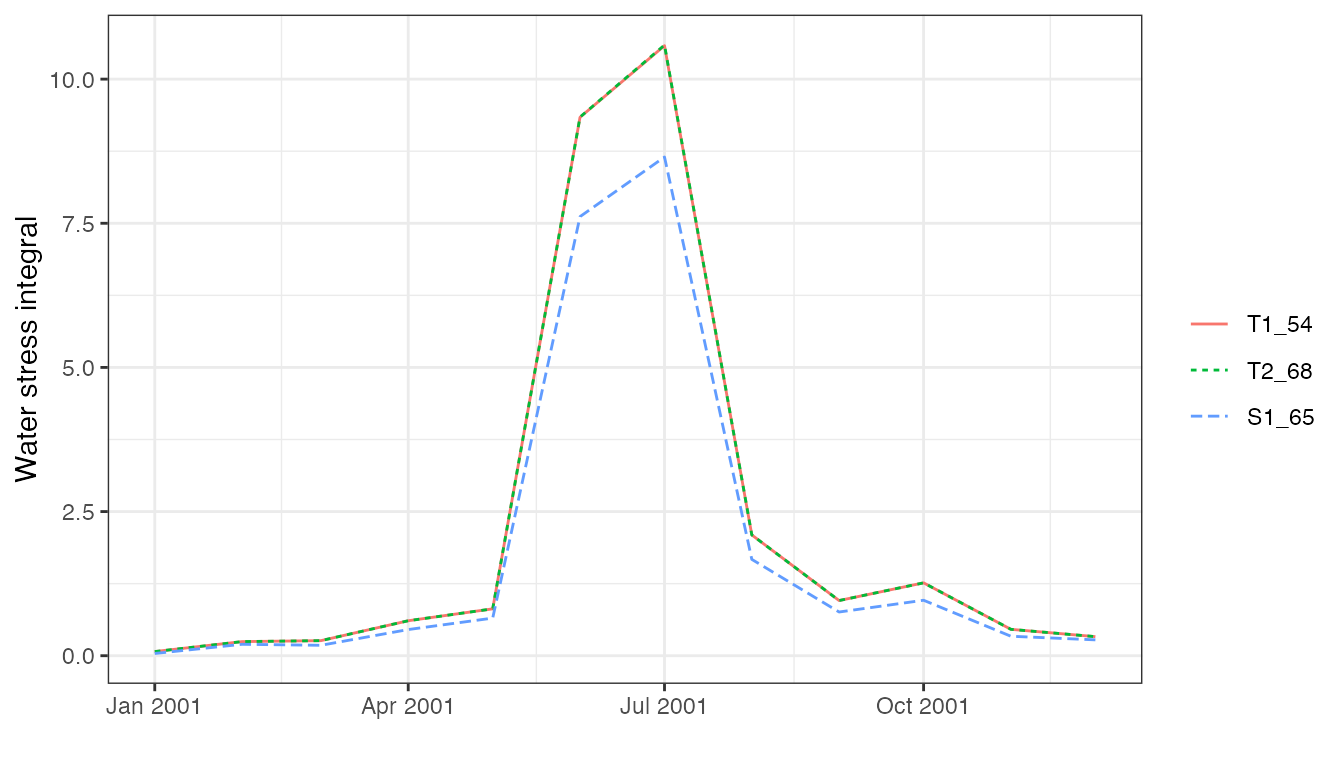 Water stress integral
10.0
7.5
5.0
2.5
0.0
Jan 2001
Apr 2001
Jul 2001
Oct 2001
T1_54
T2_68
S1_65